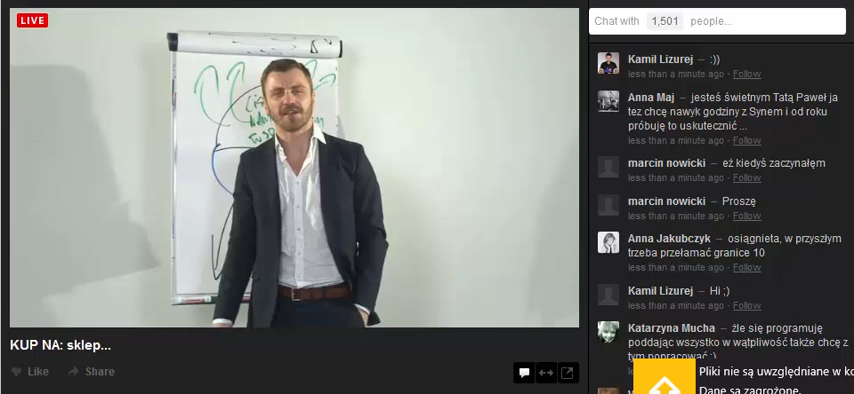 LIVE
KUP NA: sklep...
Like
Share
Chat with 1,501 people...
Kamil Lizurej – :))
less than a minute ago · Follow
Anna Maj – jesteś świetnym Tatą Paweł ja
tez chcę nawyk godziny z Synem i od roku
próbuję to uskutecznić ...
less than a minute ago · Follow
marcin nowicki – eż kiedyś zaczynałęm
less than a minute ago · Follow
marcin nowicki – Proszę
less than a minute ago · Follow
Anna Jakubczyk – osiągnieta, w przyszłym
trzeba przełamać granice 10
less than a minute ago · Follow
Kamil Lizurej – Hi ;)
less than a minute ago · Follow
Katarzyna Mucha – źle się programuję
poddając wszystko w wątpliwość także chcę z
tym popracować :)
Pliki nie są uwzględniane w ko
Dane są zagrożone.